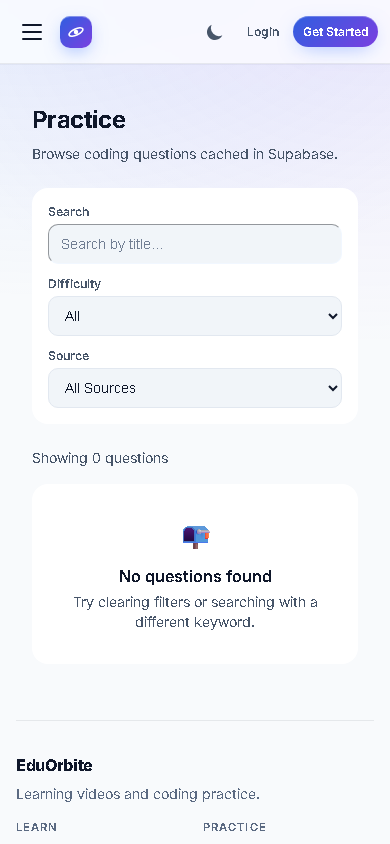 Login
Get Started
Practice
Browse coding questions cached in Supabase.
Search
Search by title...
Difficulty
All
Source
All Sources
Showing 0 questions
No questions found
Try clearing filters or searching with a
different keyword.
EduOrbite
Learning videos and coding practice.
LEARN
PRACTICE